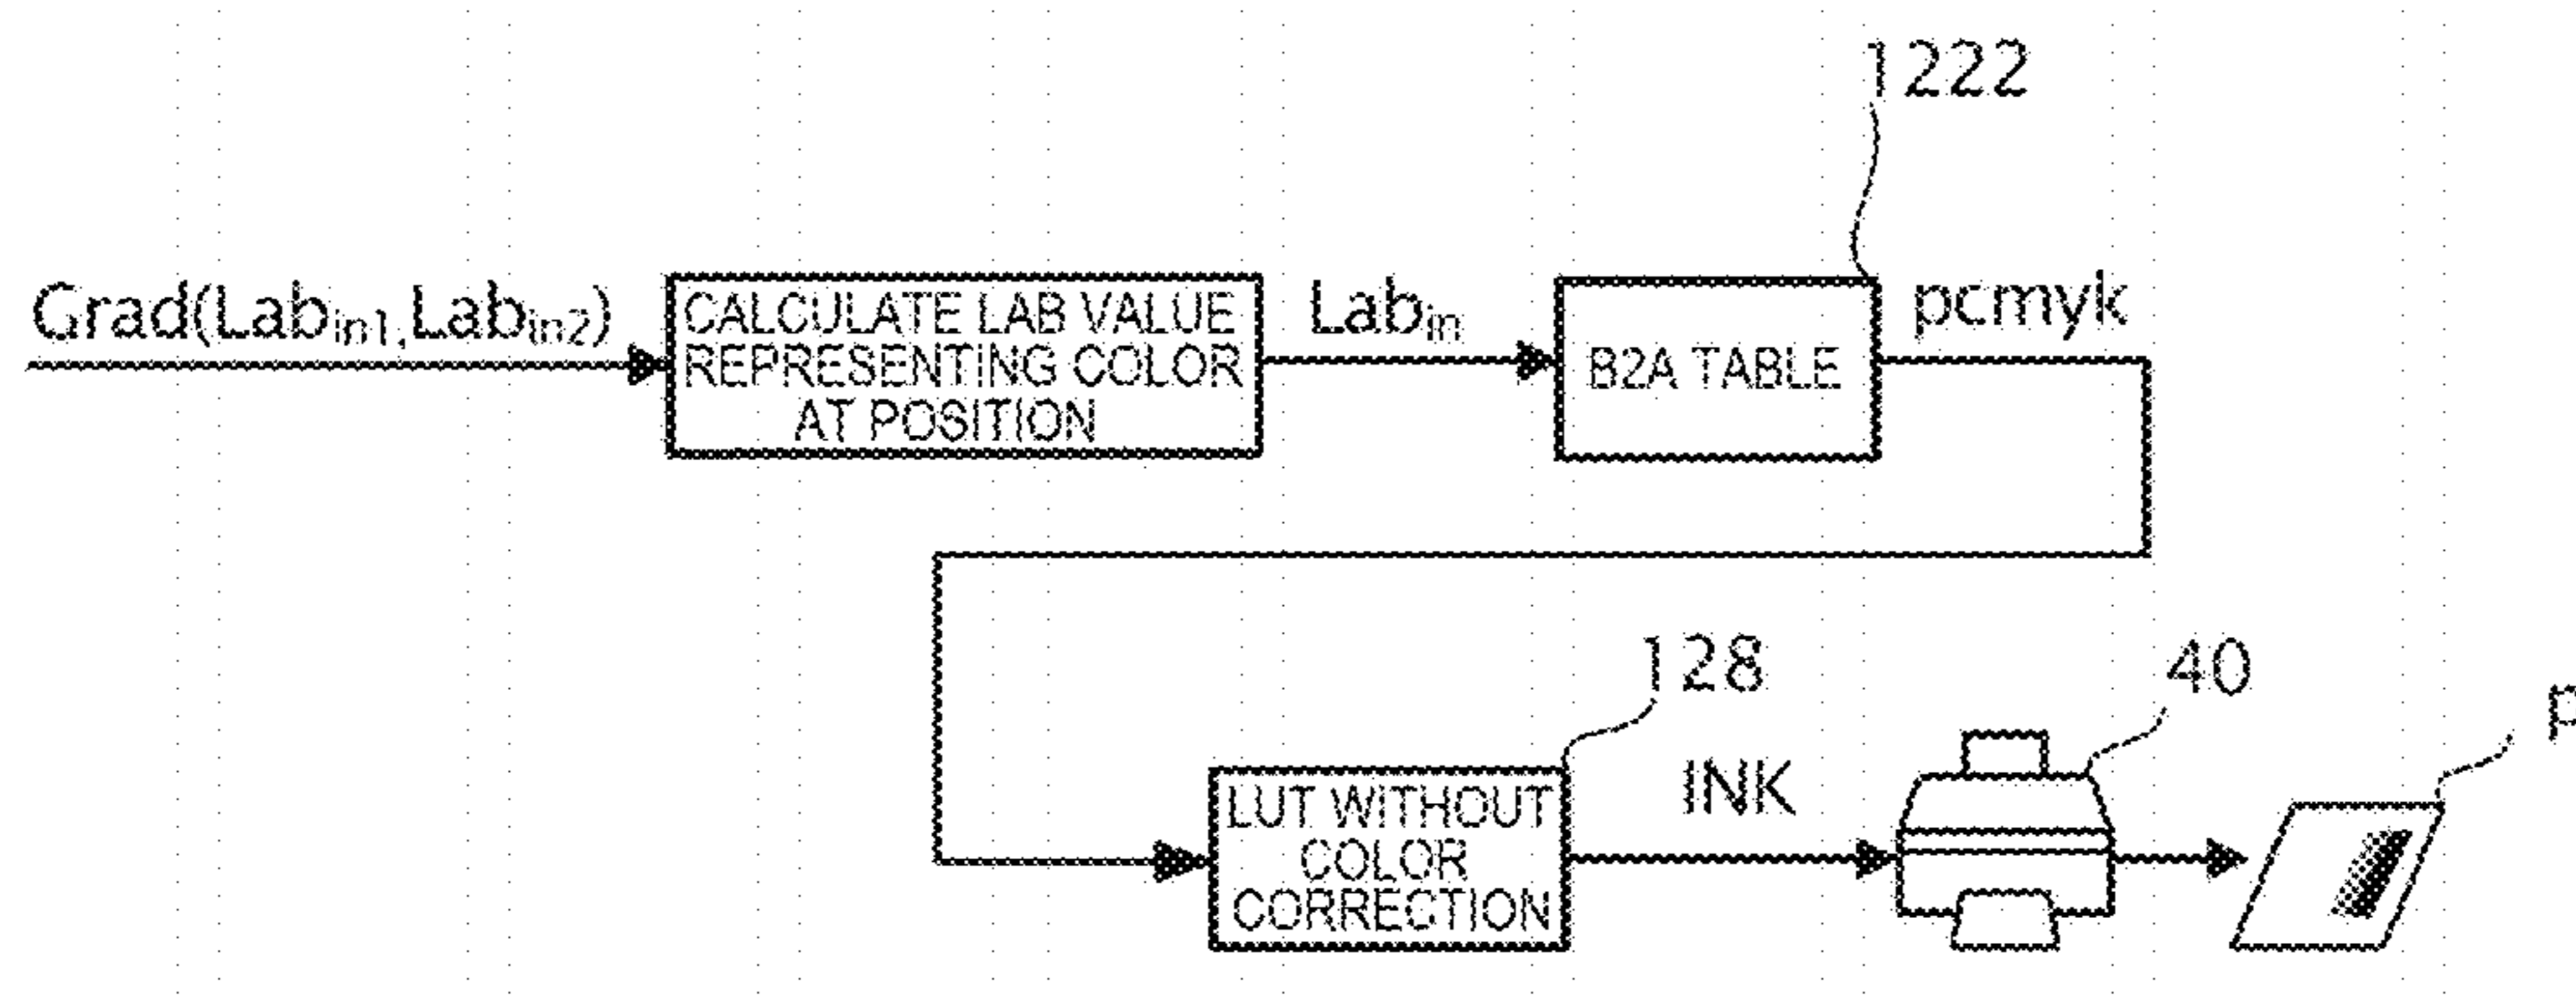 1222
Grad(Labin1,Labin2)
CALCULATE LAB VALUE
REPRESENTING COLOR
AT POSITION
Labin
B2A TABLE
pcmyk
128
40
LUT WITHOUT
COLOR
CORRECTION
INK